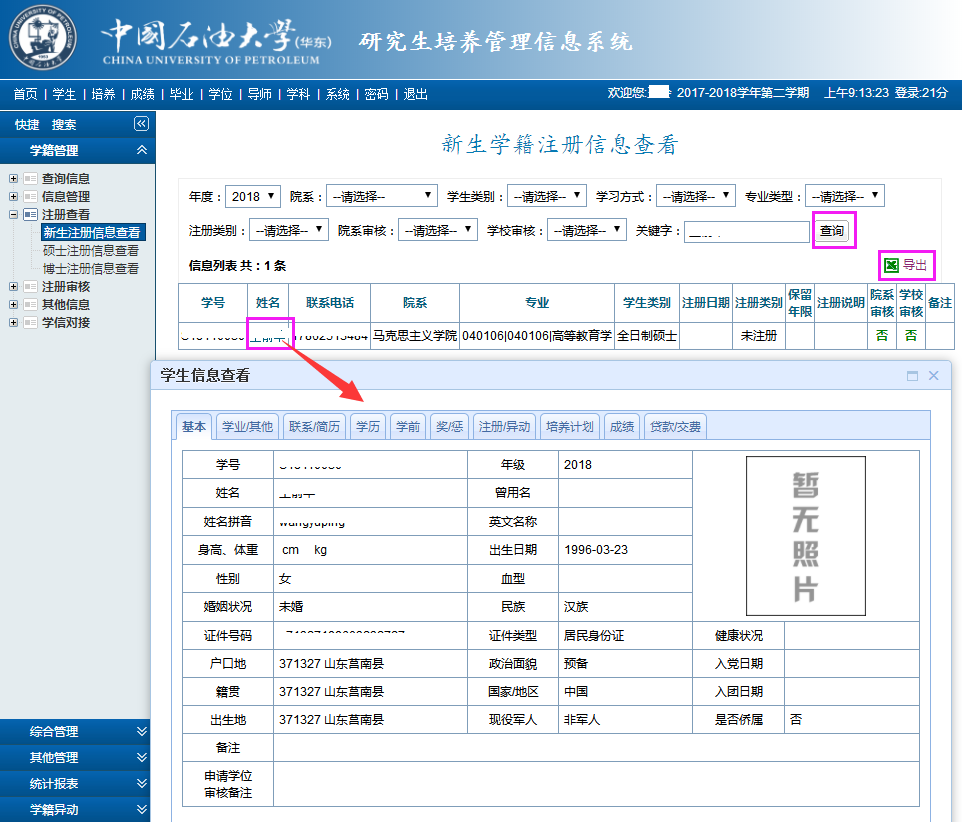 中国石油大学(华东) 研究生培养管理信息系统
CHINA UNIVERSITY OF PETROLEUM
首页 | 学生 | 培养 | 成绩 | 毕业 | 学位 | 导师 | 学科 | 系统 | 密码 | 退出 欢迎您: 2017-2018学年第二学期 上午9:13:23 登录:21分
快捷 搜索
学籍管理
查询信息
信息管理
注册查看
新生注册信息查看
硕士注册信息查看
博士注册信息查看
注册审核
其他信息
学信对接
综合管理
其他管理
统计报表
学籍异动
新生学籍注册信息查看
年度： 2018 院系： --请选择-- 学生类别： --请选择-- 学习方式： --请选择-- 专业类型： --请选择--
注册类别： --请选择-- 院系审核： --请选择-- 学校审核： --请选择-- 关键字： 查询
信息列表 共：1 条 导出
学号 姓名 联系电话 院系 专业 学生类别 注册日期 注册类别 保留年限 注册说明 院系审核 学校审核 备注
马克思主义学院 040106|040106|高等教育学 全日制硕士 未注册 否 否
学生信息查看
基本 学业/其他 联系/简历 学历 学前 奖/惩 注册/异动 培养计划 成绩 贷款/交费
学号 年级 2018
姓名 曾用名
姓名拼音 英文名称
身高、体重 cm kg 出生日期 1996-03-23
性别 女 血型
婚姻状况 未婚 民族 汉族
暂无照片
证件号码 证件类型 居民身份证 健康状况
户口地 371327 山东莒南县 政治面貌 预备 入党日期
籍贯 371327 山东莒南县 国家/地区 中国 入团日期
出生地 371327 山东莒南县 现役军人 非军人 是否侨属 否
备注
申请学位
审核备注